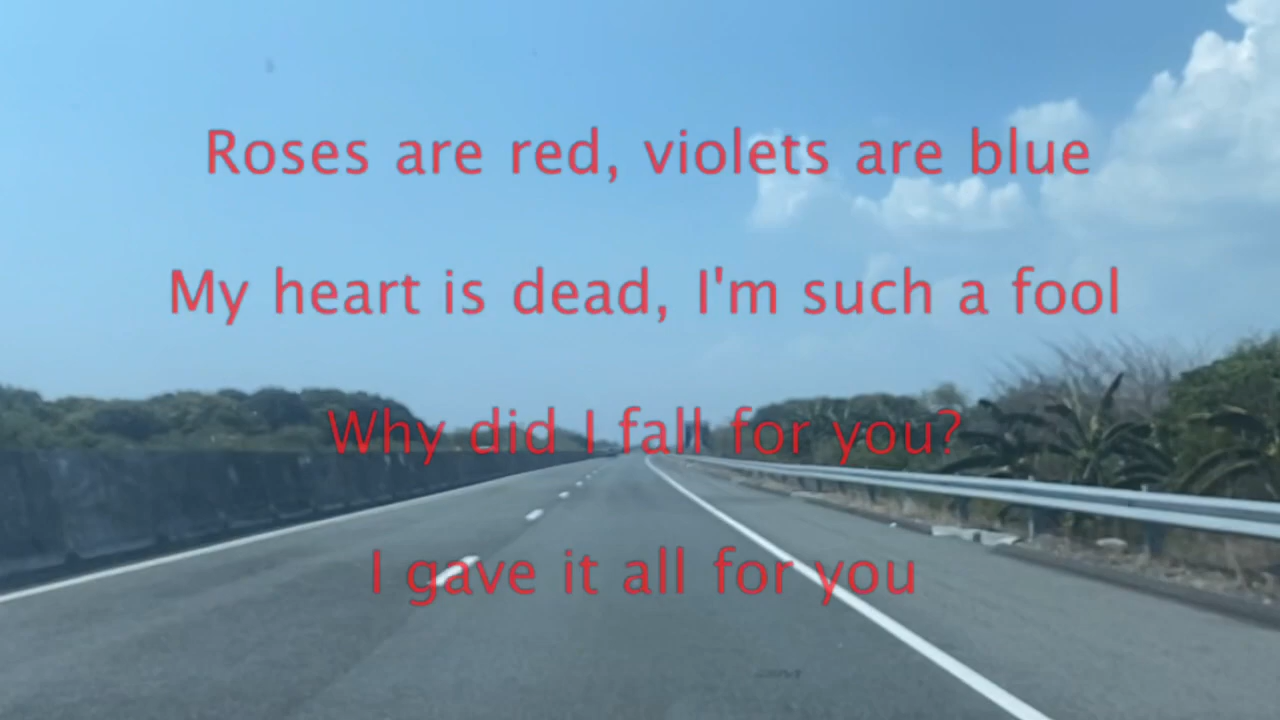 Roses are red, violets are blue
My heart is dead, I'm such a fool
Why did I fall for you?
I gave it all for you